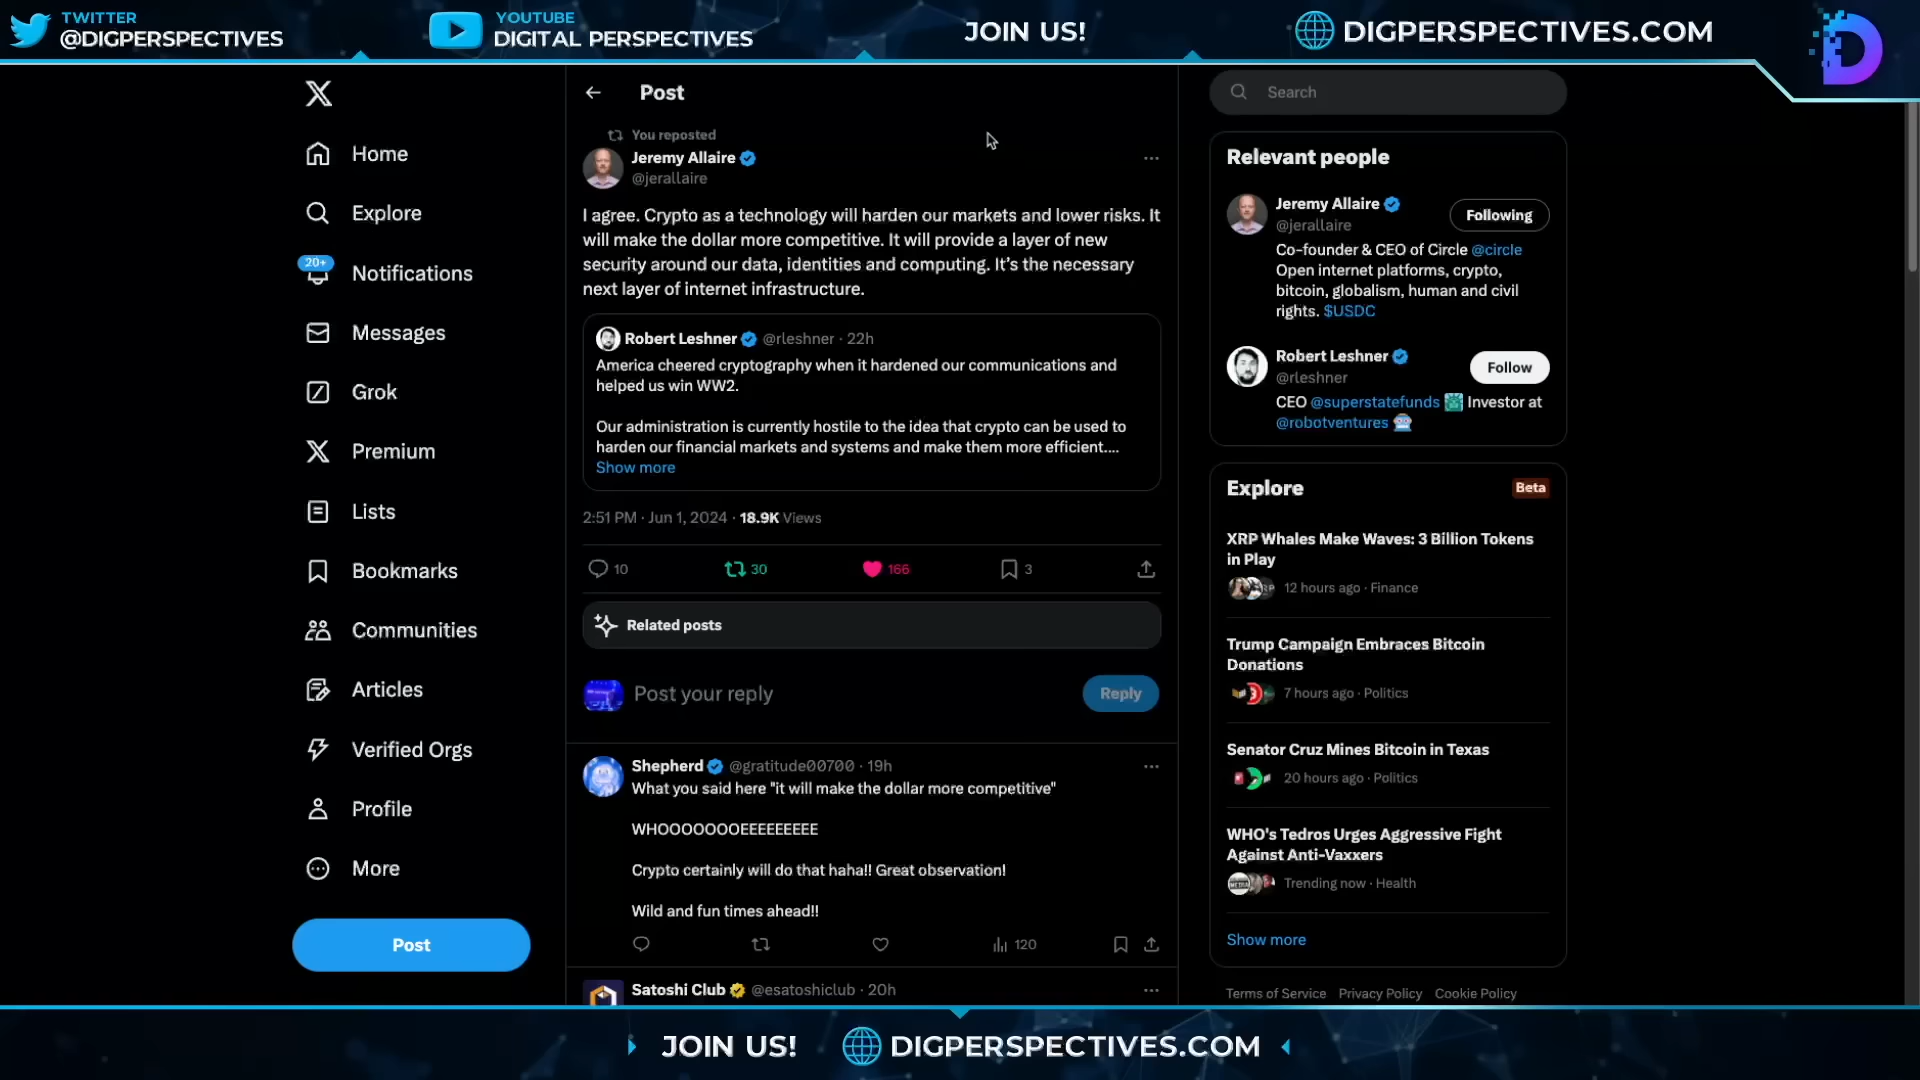 TWITTER
@DIGPERSPECTIVES
YOUTUBE
DIGITAL PERSPECTIVES
JOIN US!
DIGPERSPECTIVES.COM
Home
Explore
20+
Notifications
Messages
Grok
Premium
Lists
Bookmarks
Communities
Articles
Verified Orgs
Profile
More
Post
Post
You reposted
Jeremy Allaire
@jerallaire
I agree. Crypto as a technology will harden our markets and lower risks. It
will make the dollar more competitive. It will provide a layer of new
security around our data, identities and computing. It's the necessary
next layer of internet infrastructure.
Robert Leshner @rleshner · 22h
America cheered cryptography when it hardened our communications and
helped us win WW2.
Our administration is currently hostile to the idea that crypto can be used to
harden our financial markets and systems and make them more efficient....
Show more
2:51 PM · Jun 1, 2024 · 18.9K Views
10 30 166 3
Related posts
Post your reply
Reply
Shepherd @gratitude00700 · 19h
What you said here "it will make the dollar more competitive"
WHOOOOOOOEEEEEEEEE
Crypto certainly will do that haha!! Great observation!
Wild and fun times ahead!!
120
Satoshi Club @esatoshiclub · 20h
Search
Relevant people
Jeremy Allaire
@jerallaire
Following
Co-founder & CEO of Circle @circle
Open internet platforms, crypto,
bitcoin, globalism, human and civil
rights. $USDC
Robert Leshner
@rleshner
Follow
CEO @superstatefunds Investor at
@robotventures
Explore
Beta
XRP Whales Make Waves: 3 Billion Tokens
in Play
12 hours ago · Finance
Trump Campaign Embraces Bitcoin
Donations
7 hours ago · Politics
Senator Cruz Mines Bitcoin in Texas
20 hours ago · Politics
WHO's Tedros Urges Aggressive Fight
Against Anti-Vaxxers
Trending now · Health
Show more
Terms of Service Privacy Policy Cookie Policy
JOIN US!
DIGPERSPECTIVES.COM